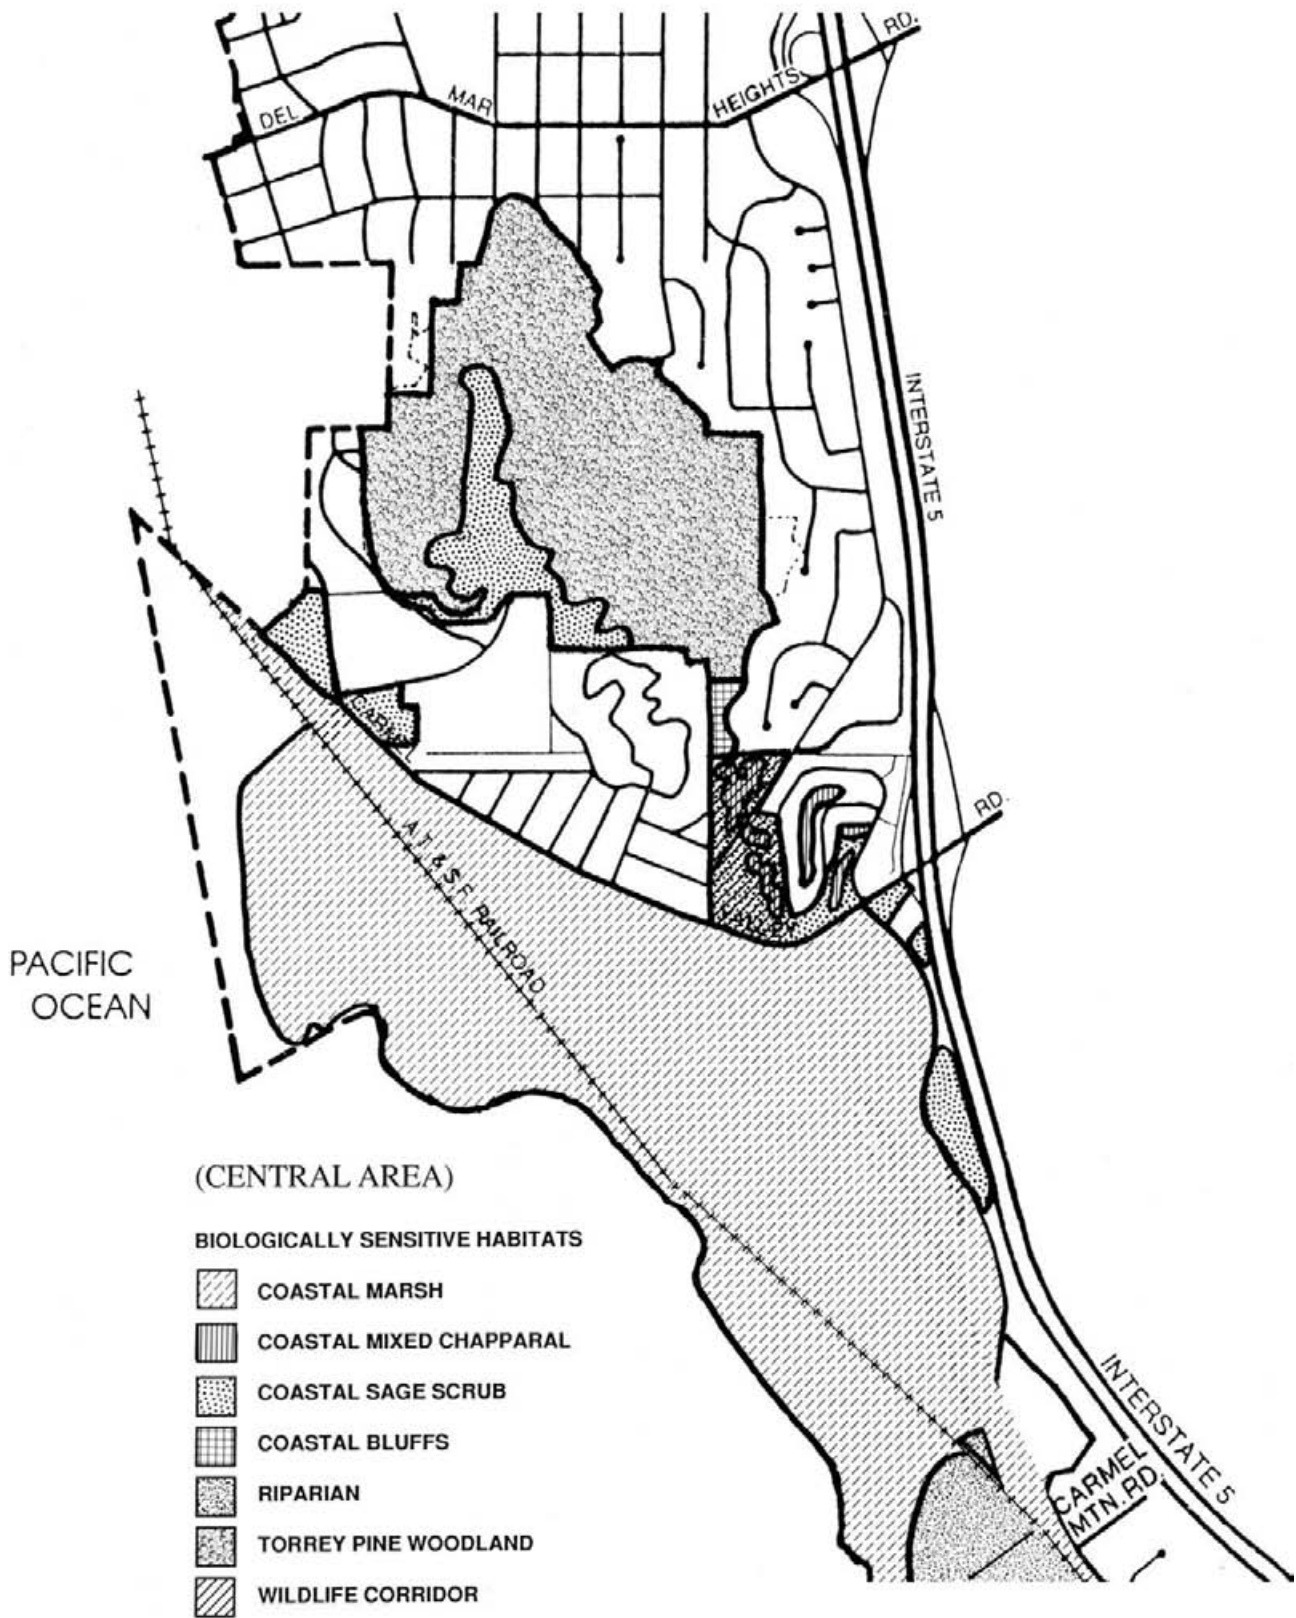 RD.
DEL
MAR
HEIGHTS
INTERSTATE 5
RD.
A.T. & S.F. RAILROAD
PACIFIC
OCEAN
(CENTRAL AREA)
BIOLOGICALLY SENSITIVE HABITATS
COASTAL MARSH
COASTAL MIXED CHAPPARAL
COASTAL SAGE SCRUB
COASTAL BLUFFS
RIPARIAN
TORREY PINE WOODLAND
WILDLIFE CORRIDOR
INTERSTATE 5
CARMEL
MTN. RD.